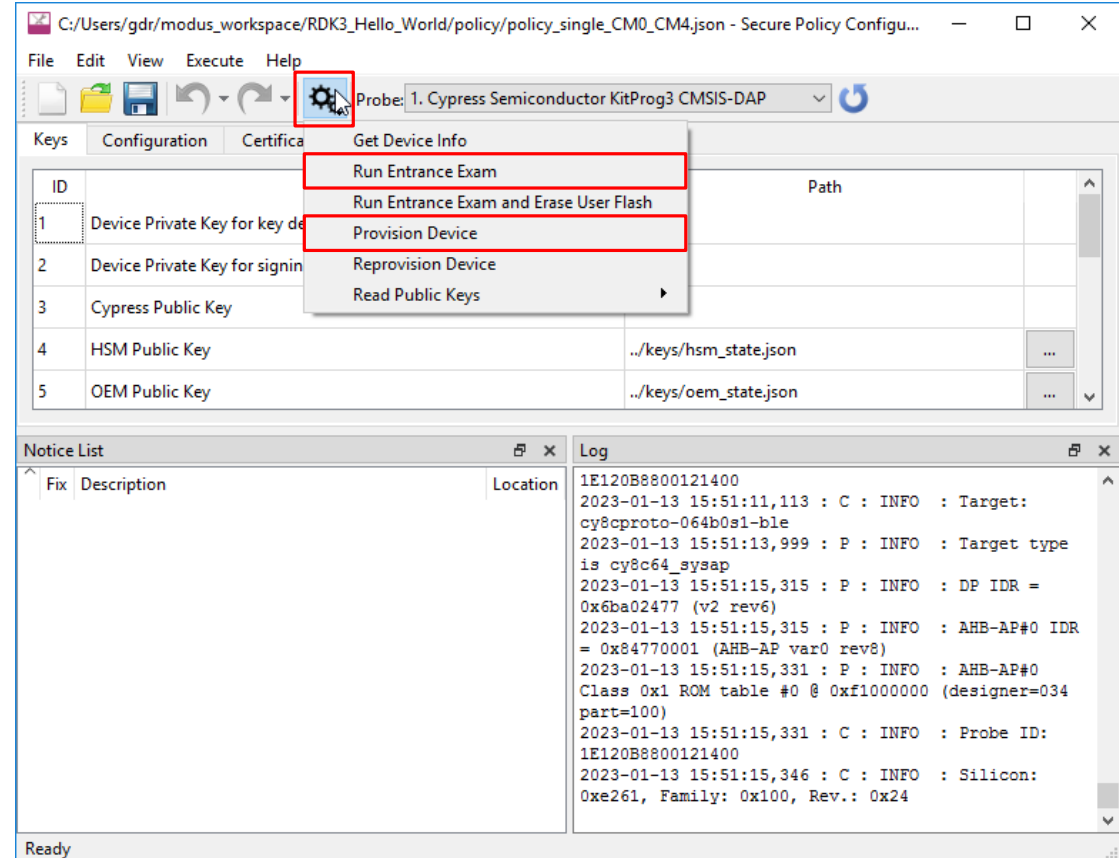 C:/Users/gdr/modus_workspace/RDK3_Hello_World/policy/policy_single_CM0_CM4.json - Secure Policy Configu...
File Edit View Execute Help
Probe: 1. Cypress Semiconductor KitProg3 CMSIS-DAP
Keys Configuration Certifica
Get Device Info
Run Entrance Exam
Run Entrance Exam and Erase User Flash
Provision Device
Reprovision Device
Read Public Keys
ID Path
1 Device Private Key for key de
2 Device Private Key for signin
3 Cypress Public Key
4 HSM Public Key ../keys/hsm_state.json ...
5 OEM Public Key ../keys/oem_state.json ...
Notice List
Fix Description Location
Log
1E120B8800121400
2023-01-13 15:51:11,113 : C : INFO : Target:
cy8cproto-064b0s1-ble
2023-01-13 15:51:13,999 : P : INFO : Target type
is cy8c64_sysap
2023-01-13 15:51:15,315 : P : INFO : DP IDR =
0x6ba02477 (v2 rev6)
2023-01-13 15:51:15,315 : P : INFO : AHB-AP#0 IDR
= 0x84770001 (AHB-AP var0 rev8)
2023-01-13 15:51:15,331 : P : INFO : AHB-AP#0
Class 0x1 ROM table #0 @ 0xf1000000 (designer=034
part=100)
2023-01-13 15:51:15,331 : C : INFO : Probe ID:
1E120B8800121400
2023-01-13 15:51:15,346 : C : INFO : Silicon:
0xe261, Family: 0x100, Rev.: 0x24
Ready